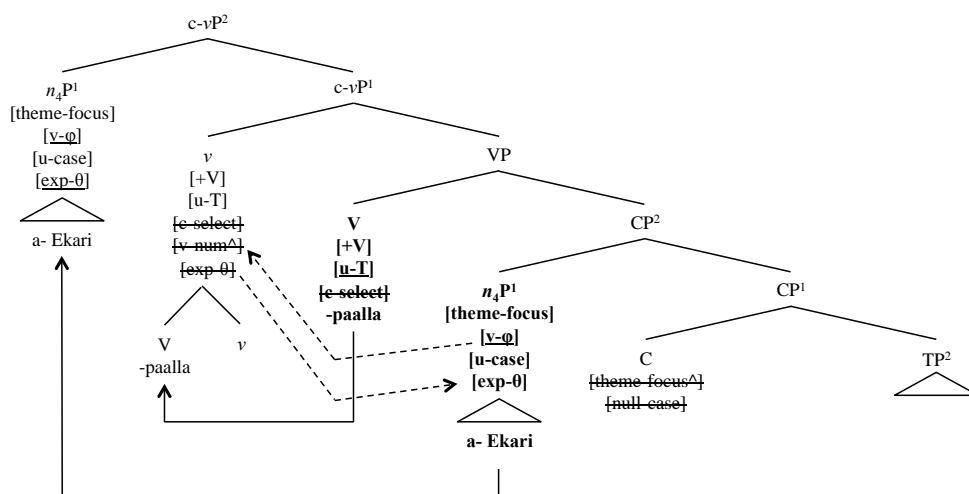 c-vP²
n₄P¹
[theme-focus]
[v-φ]
[u-case]
[exp-θ]
a- Ekari
c-vP¹
v
[+V]
[u-T]
[c-select]
[v-num^]
[exp-θ]
V
-paalla
v
VP
V
[+V]
[u-T]
[c-select]
-paalla
CP²
n₄P¹
[theme-focus]
[v-φ]
[u-case]
[exp-θ]
a- Ekari
CP¹
C
[theme-focus^]
[null-case]
TP²